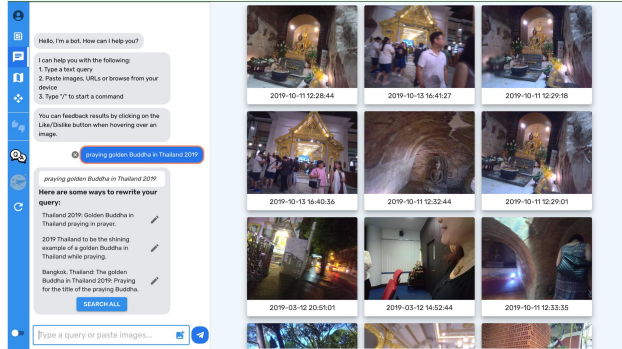 Hello, I'm a bot. How can I help you?
I can help you with the following:
1. Type a text query
2. Paste images, URLs or browse from your
device
3. Type "/" to start a command
You can feedback results by clicking on the
Like/Dislike button when hovering over an
image.
praying golden Buddha in Thailand 2019
praying golden Buddha in Thailand 2019
Here are some ways to rewrite your
query:
Thailand 2019: Golden Buddha in
Thailand praying in prayer.
2019 Thailand to be the shining
example of a golden Buddha in
Thailand while praying.
Bangkok, Thailand: The golden
Buddha in Thailand 2019: Praying
for the title of the praying Buddha.
SEARCH ALL
Type a query or paste images...
2019-10-11 12:28:44
2019-10-13 16:41:27
2019-10-11 12:29:18
2019-10-13 16:40:36
2019-10-11 12:32:44
2019-10-11 12:29:01
2019-03-12 20:51:01
2019-03-12 14:52:44
2019-10-11 12:33:35